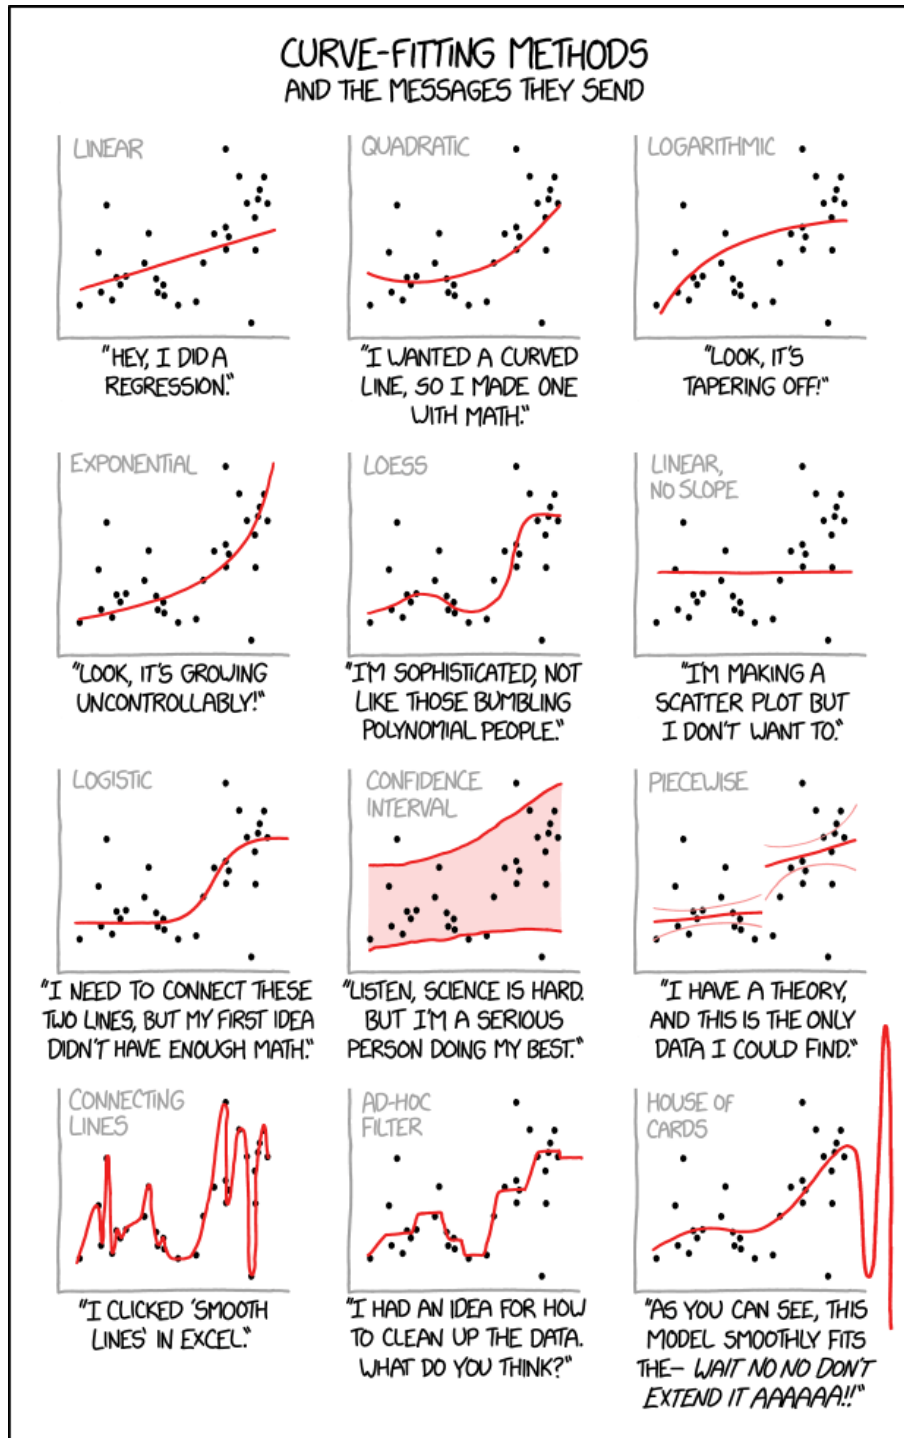 CURVE-FITTING METHODS
AND THE MESSAGES THEY SEND
LINEAR
"HEY, I DID A
REGRESSION."
QUADRATIC
"I WANTED A CURVED
LINE, SO I MADE ONE
WITH MATH."
LOGARITHMIC
"LOOK, IT'S
TAPERING OFF!"
EXPONENTIAL
"LOOK, IT'S GROWING
UNCONTROLLABLY!"
LOESS
"I'M SOPHISTICATED, NOT
LIKE THOSE BUMBLING
POLYNOMIAL PEOPLE."
LINEAR,
NO SLOPE
"I'M MAKING A
SCATTER PLOT BUT
I DON'T WANT TO."
LOGISTIC
"I NEED TO CONNECT THESE
TWO LINES, BUT MY FIRST IDEA
DIDN'T HAVE ENOUGH MATH."
CONFIDENCE
INTERVAL
"LISTEN, SCIENCE IS HARD.
BUT I'M A SERIOUS
PERSON DOING MY BEST."
PIECEWISE
"I HAVE A THEORY,
AND THIS IS THE ONLY
DATA I COULD FIND."
CONNECTING
LINES
"I CLICKED 'SMOOTH
LINES' IN EXCEL."
AD-HOC
FILTER
"I HAD AN IDEA FOR HOW
TO CLEAN UP THE DATA.
WHAT DO YOU THINK?"
HOUSE OF
CARDS
"AS YOU CAN SEE, THIS
MODEL SMOOTHLY FITS
THE— WAIT NO NO DON'T
EXTEND IT AAAAAA!!"